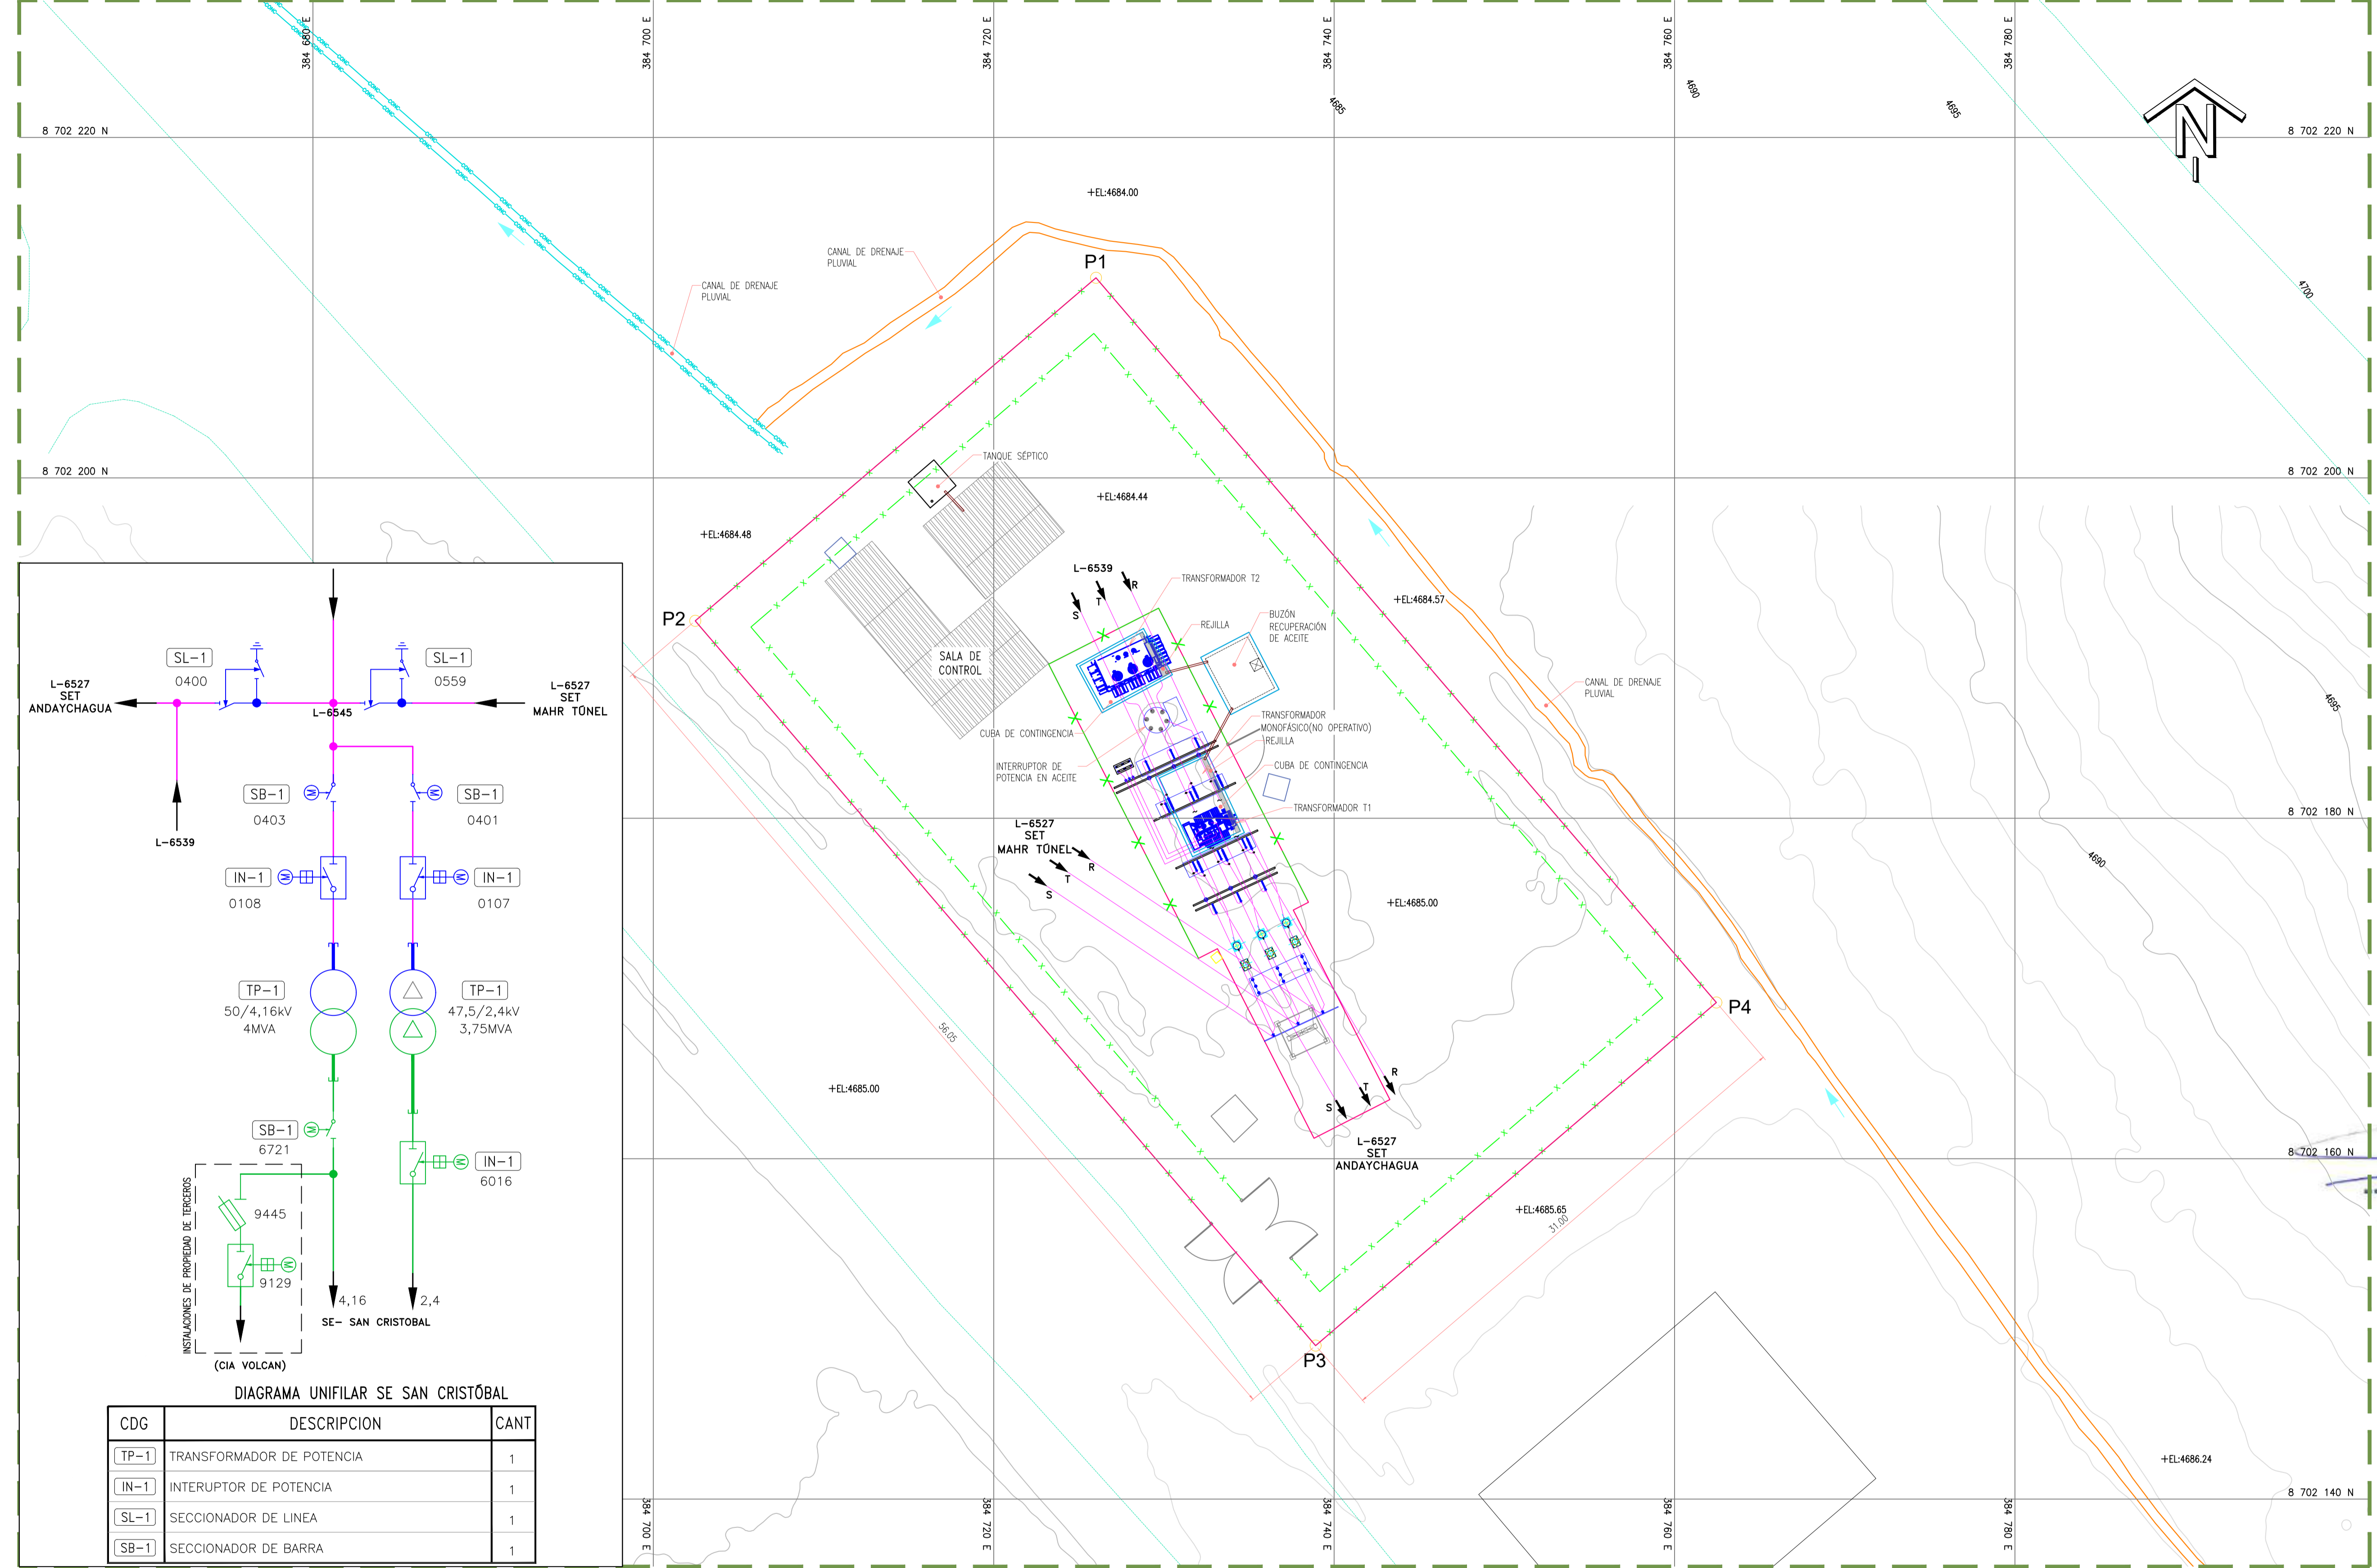 384 680 E
384 700 E
384 720 E
384 740 E
384 760 E
384 780 E
4685
4690
4695
N
8 702 220 N
8 702 220 N
+EL:4684.00
CANAL DE DRENAJE
PLUVIAL
P1
CANAL DE DRENAJE
PLUVIAL
4700
TANQUE SÉPTICO
8 702 200 N
8 702 200 N
+EL:4684.44
+EL:4684.48
L-6539
R
T
S
TRANSFORMADOR T2
+EL:4684.57
P2
REJILLA
BUZÓN
RECUPERACIÓN
DE ACEITE
SALA DE
CONTROL
CANAL DE DRENAJE
PLUVIAL
4695
CUBA DE CONTINGENCIA
TRANSFORMADOR
MONOFÁSICO(NO OPERATIVO)
REJILLA
INTERRUPTOR DE
POTENCIA EN ACEITE
CUBA DE CONTINGENCIA
TRANSFORMADOR T1
8 702 180 N
L-6527
SET
MAHR TÚNEL
R
T
S
4690
+EL:4685.00
P4
56.05
+EL:4685.00
R
T
S
L-6527
SET
ANDAYCHAGUA
8 702 160 N
+EL:4685.65
31.00
P3
+EL:4686.24
8 702 140 N
384 700 E
384 720 E
384 740 E
384 760 E
384 780 E
SL-1
0400
SL-1
0559
L-6527
SET
ANDAYCHAGUA
L-6545
L-6527
SET
MAHR TÚNEL
SB-1
M
0403
M
SB-1
0401
L-6539
IN-1
M
0108
M
IN-1
0107
TP-1
50/4,16kV
4MVA
TP-1
47,5/2,4kV
3,75MVA
SB-1
M
6721
M
IN-1
6016
INSTALACIONES DE PROPIEDAD DE TERCEROS
9445
M
9129
4,16
2,4
SE- SAN CRISTOBAL
(CIA VOLCAN)
DIAGRAMA UNIFILAR SE SAN CRISTÓBAL
CDG DESCRIPCION CANT
TP-1 TRANSFORMADOR DE POTENCIA 1
IN-1 INTERUPTOR DE POTENCIA 1
SL-1 SECCIONADOR DE LINEA 1
SB-1 SECCIONADOR DE BARRA 1